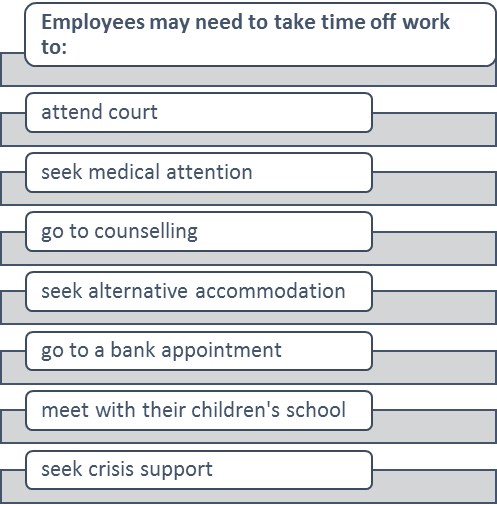 Employees may need to take time off work
to:
attend court
seek medical attention
go to counselling
seek alternative accommodation
go to a bank appointment
meet with their children's school
seek crisis support